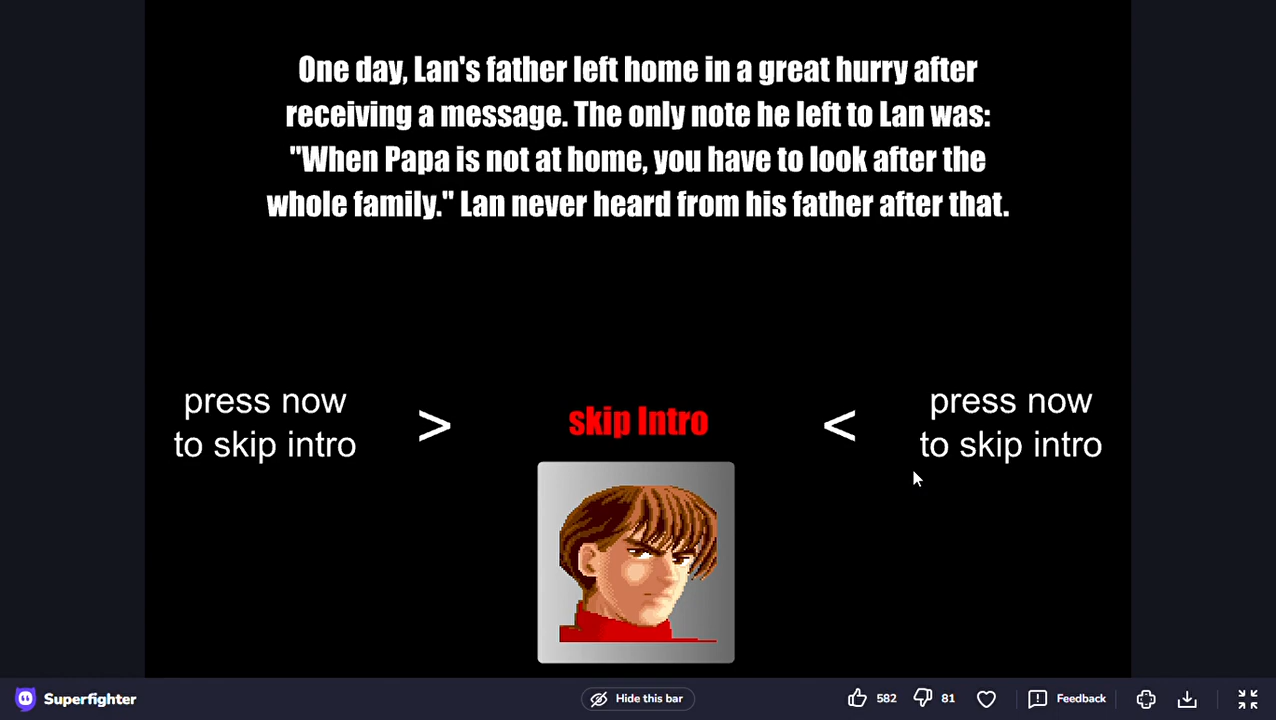 One day, Lan's father left home in a great hurry after
receiving a message. The only note he left to Lan was:
"When Papa is not at home, you have to look after the
whole family." Lan never heard from his father after that.
press now
to skip intro
>
skip Intro
<
press now
to skip intro
Superfighter
Hide this bar
582
81
Feedback